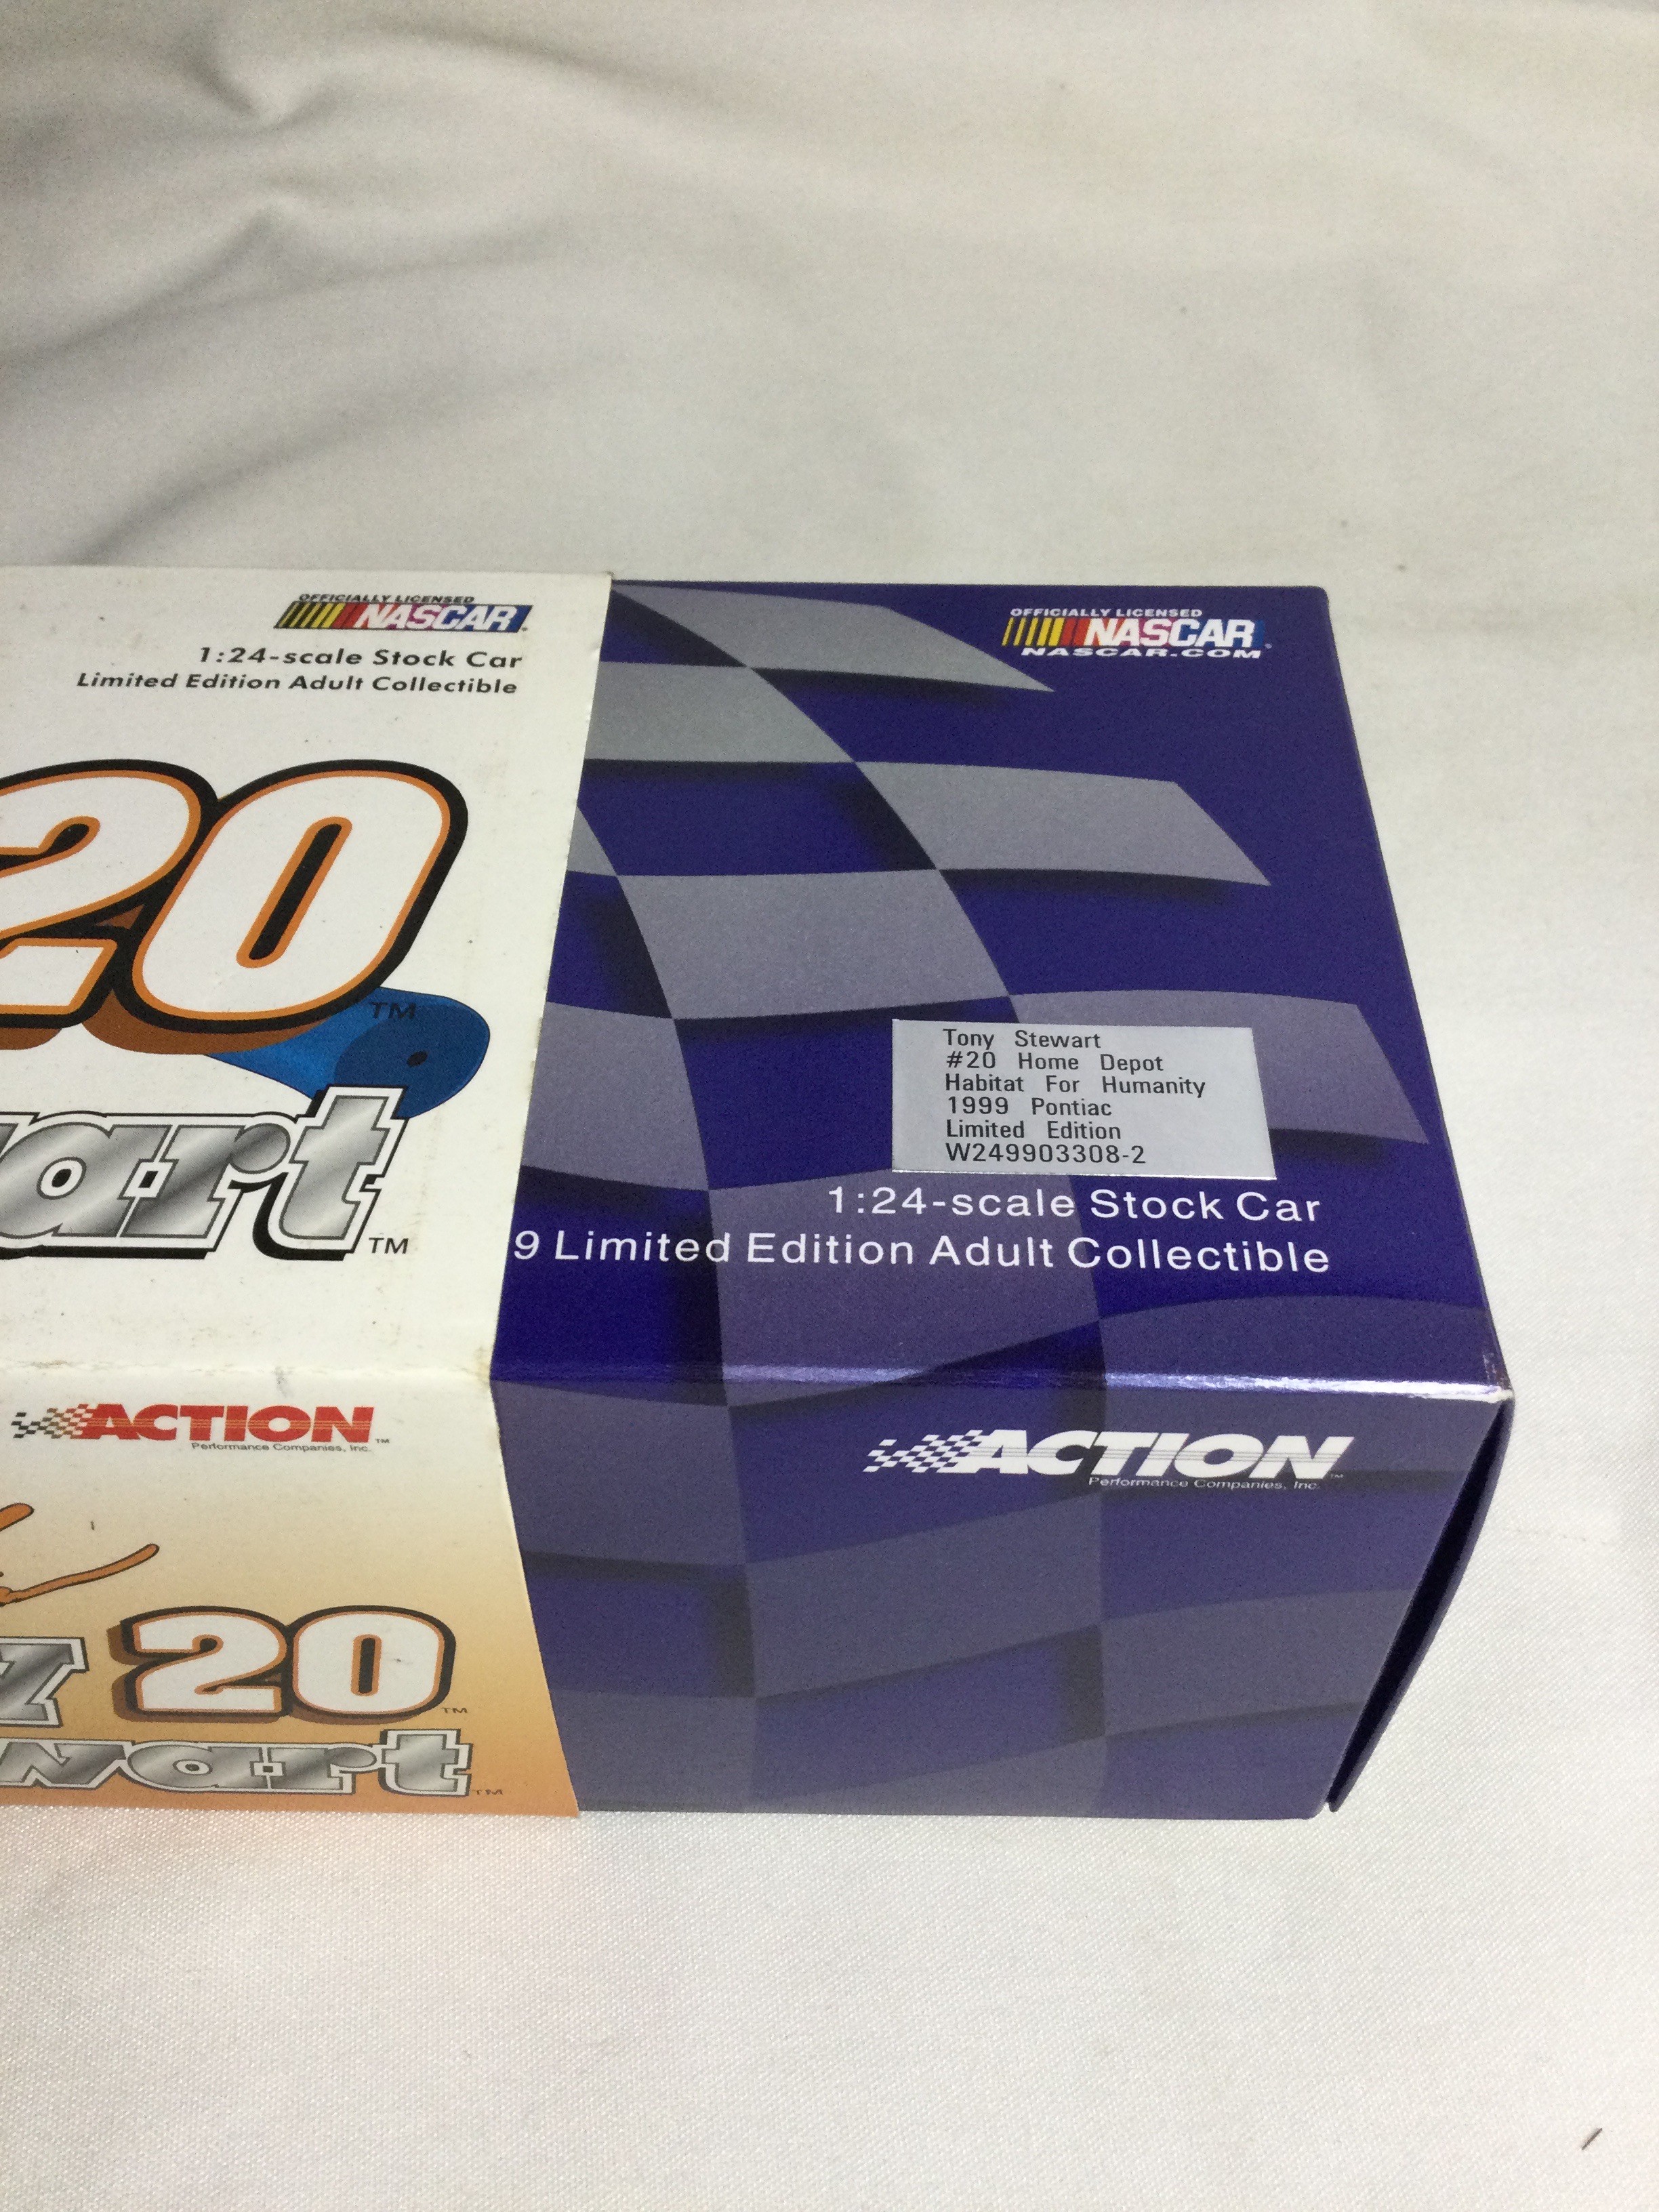 OFFICIALLY LICENSED
NASCAR
1:24-scale Stock Car
Limited Edition Adult Collectible
20
TM
TM
ACTION TM
Performance Companies, Inc.
20
TM
TM
OFFICIALLY LICENSED
NASCAR
NASCAR.COM
Tony Stewart
#20 Home Depot
Habitat For Humanity
1999 Pontiac
Limited Edition
W249903308-2
1:24-scale Stock Car
9 Limited Edition Adult Collectible
ACTION TM
Performance Companies, Inc.